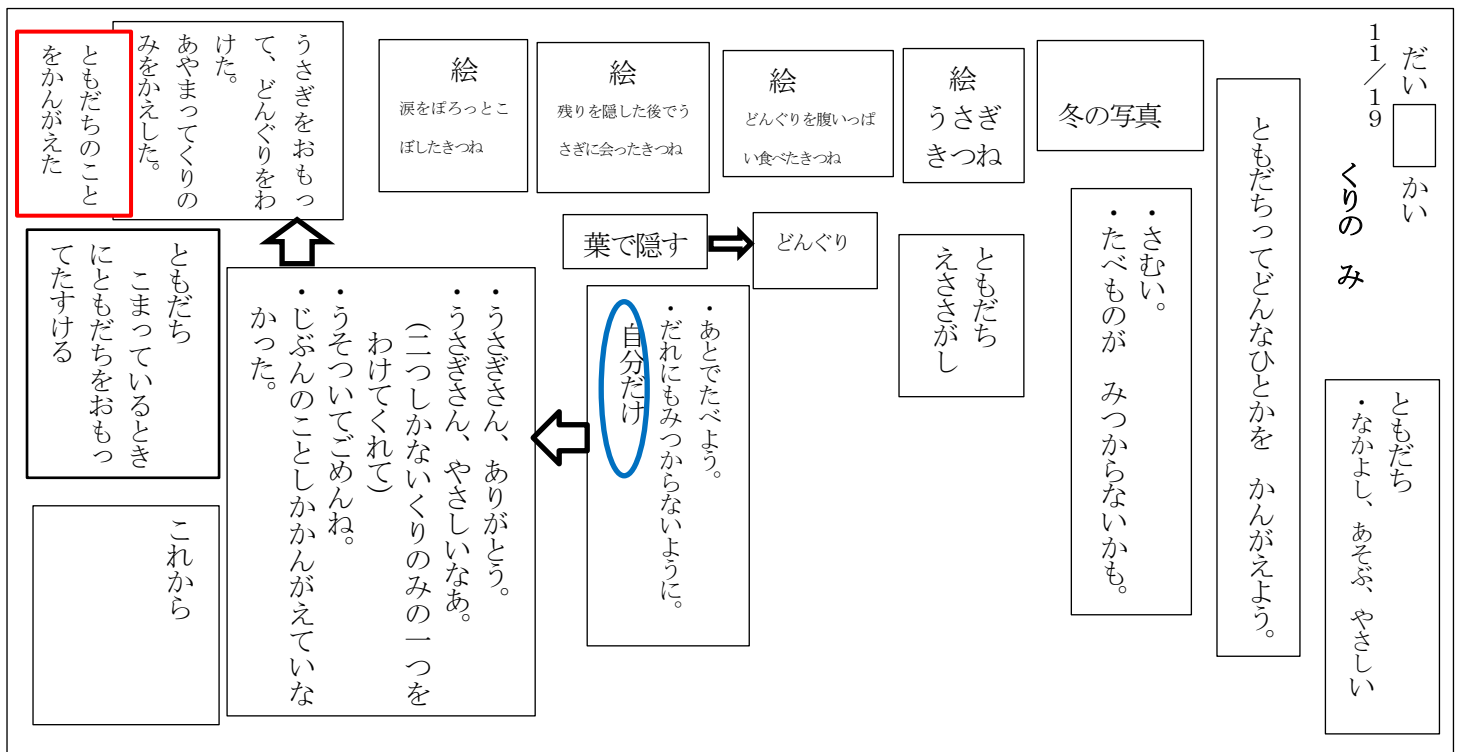 だい かい
11/19
くりの み
ともだち
・なかよし、あそぶ、やさしい
ともだちってどんなひとかを かんがえよう。
冬の写真
・さむい。
・たべものが みつからないかも。
絵
うさぎ
きつね
ともだち
えささがし
絵
どんぐりを腹いっぱ
い食べたきつね
どんぐり
絵
残りを隠した後でう
さぎに会ったきつね
葉で隠す
・あとでたべよう。
・だれにもみつからないように。
自分だけ
絵
涙をぽろっとこ
ぼしたきつね
・うさぎさん、ありがとう。
・うさぎさん、やさしいなあ。
(二つしかないくりのみの一つを
わけてくれて)
・うそついてごめんね。
・じぶんのことしかかんがえていな
かった。
うさぎをおもっ
て、どんぐりをわ
けた。
あやまってくりの
みをかえした。
ともだちのこと
をかんがえた
ともだち
こまっているとき
にともだちをおもっ
てたすける
これから